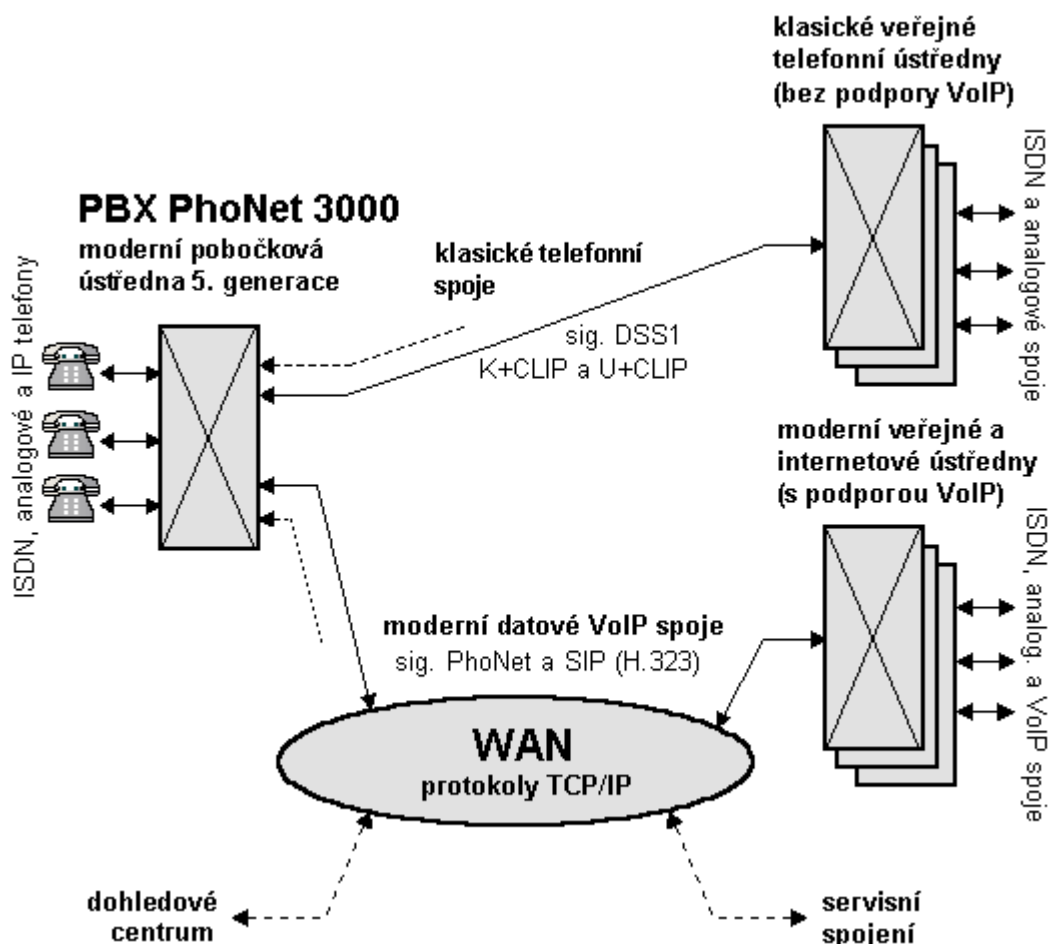 klasické veřejné
telefonní ústředny
(bez podpory VoIP)
ISDN a analogové spoje
PBX PhoNet 3000
moderní pobočková
ústředna 5. generace
klasické telefonní
spoje
sig. DSS1
K+CLIP a U+CLIP
ISDN, analogové a IP telefony
moderní veřejné a
internetové ústředny
(s podporou VoIP)
ISDN, analog. a VoIP spoje
moderní datové VoIP spoje
sig. PhoNet a SIP (H.323)
WAN
protokoly TCP/IP
dohledové
centrum
servisní
spojení